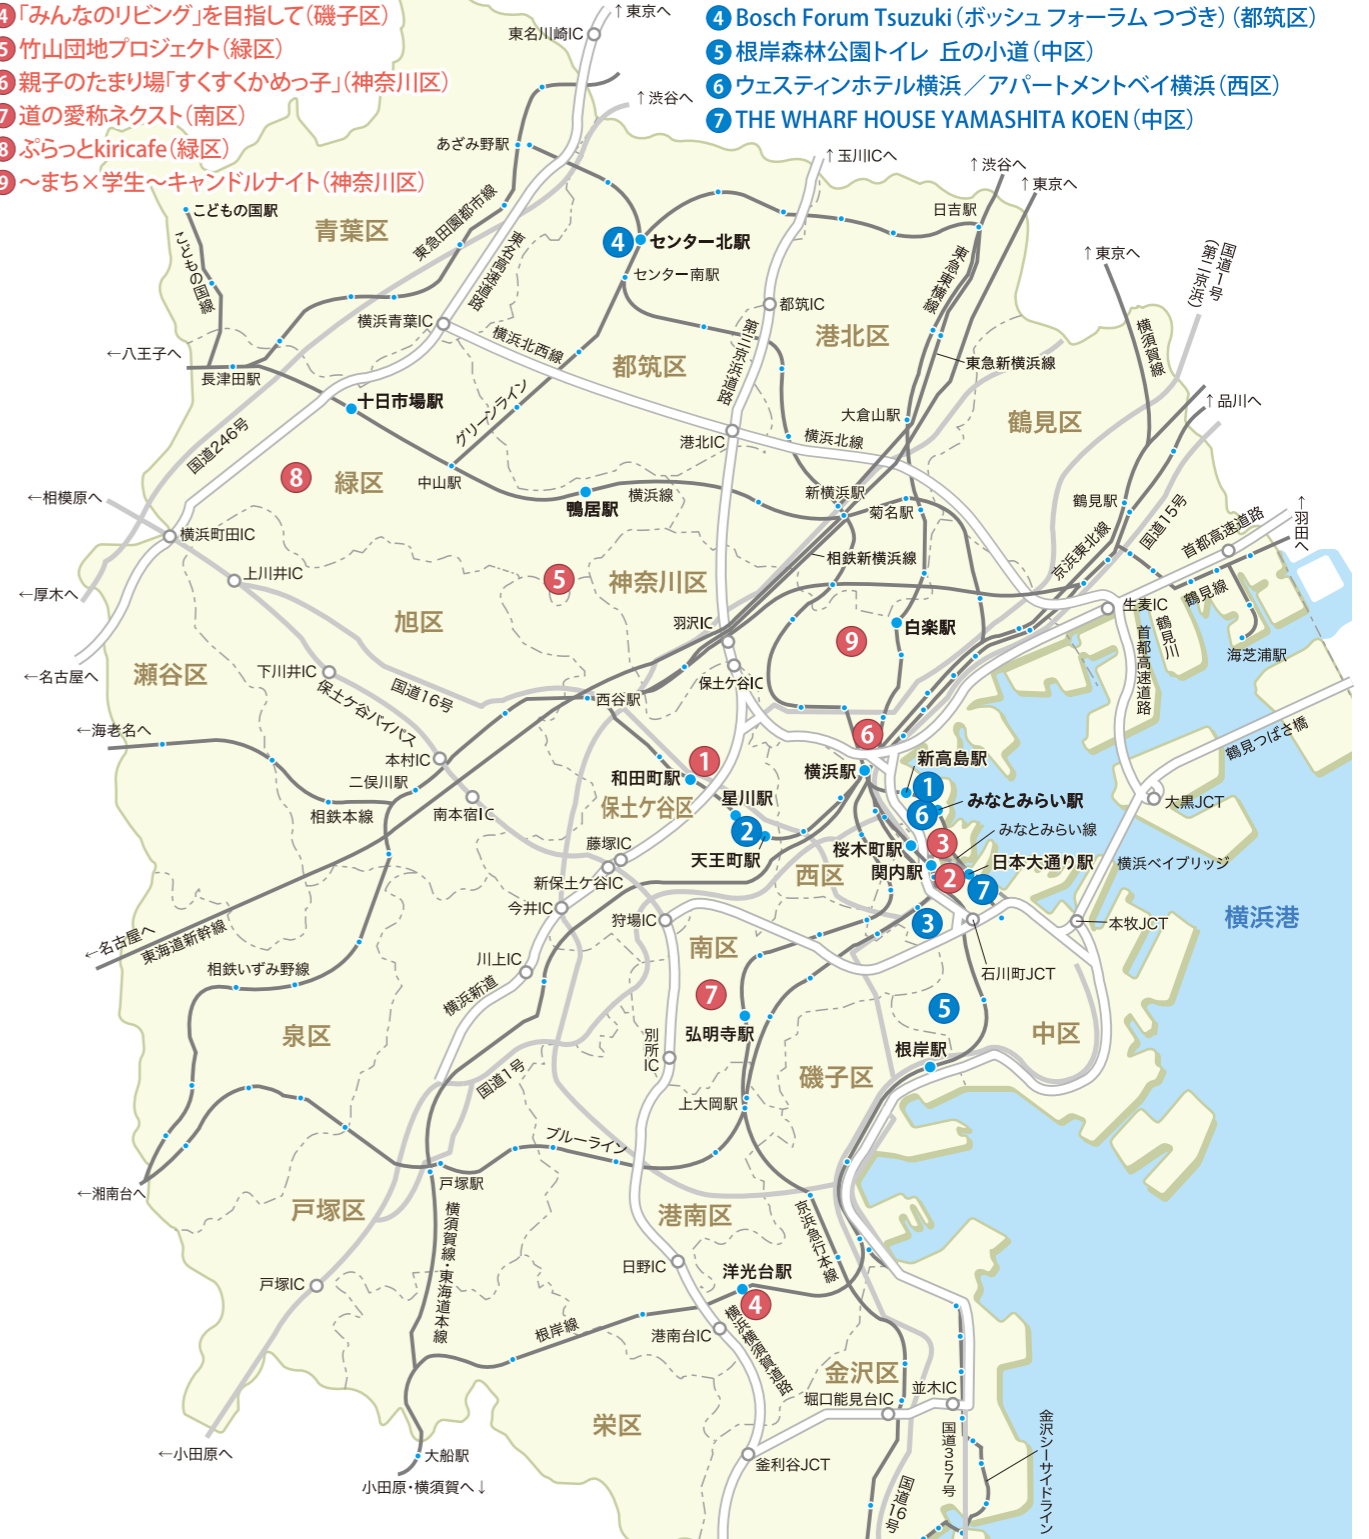 4 「みんなのリビング」を目指して（磯子区）
5 竹山団地プロジェクト（緑区）
6 親子のたまり場「すくすくかめっ子」（神奈川区）
7 道の愛称ネクスト（南区）
8 ぷらっとkiricafe（緑区）
9 ～まち×学生～キャンドルナイト（神奈川区）
4 Bosch Forum Tsuzuki（ボッシュ フォーラム つづき）（都筑区）
5 根岸森林公園トイレ 丘の小道（中区）
6 ウェスティンホテル横浜／アパートメントベイ横浜（西区）
7 THE WHARF HOUSE YAMASHITA KOEN（中区）
↑東京へ
東名川崎IC
↑渋谷へ
あざみ野駅
↑玉川ICへ
↑渋谷へ
↑東京へ
こどもの国駅
青葉区
東急田園都市線
日吉駅
こどもの国線
東名高速道路
4
センター北駅
センター南駅
東急東横線
↑東京へ
国道1号
（第二京浜）
都筑IC
横浜青葉IC
横浜北西線
第三京浜道路
港北区
横須賀線
←八王子へ
長津田駅
都筑区
東急新横浜線
十日市場駅
グリーンライン
大倉山駅
鶴見区
↑品川へ
国道246号
港北IC
横浜北線
8
緑区
中山駅
鴨居駅
横浜線
新横浜駅
菊名駅
鶴見駅
国道15号
←相模原へ
横浜町田IC
京浜東北線
首都高速道路
↑羽田へ
相鉄新横浜線
上川井IC
5
神奈川区
←厚木へ
鶴見線
生麦IC
旭区
羽沢IC
9
白楽駅
鶴見川
首都高速道路
海芝浦駅
瀬谷区
←名古屋へ
下川井IC
保土ケ谷バイパス
国道16号
西谷駅
保土ケ谷IC
←海老名へ
6
鶴見つばさ橋
本村IC
1
和田町駅
横浜駅
新高島駅
二俣川駅
1
相鉄本線
南本宿IC
保土ケ谷区
星川駅
6
みなとみらい駅
大黒JCT
2
天王町駅
3
みなとみらい線
藤塚IC
桜木町駅
日本大通り駅
横浜ベイブリッジ
新保土ケ谷IC
西区
関内駅
2
7
今井IC
狩場IC
3
本牧JCT
横浜港
←名古屋へ
東海道新幹線
南区
相鉄いずみ野線
川上IC
石川町JCT
横浜新道
7
5
弘明寺駅
泉区
別所IC
根岸駅
中区
国道1号
磯子区
上大岡駅
ブルーライン
←湘南台へ
戸塚駅
戸塚区
横須賀線・東海道本線
港南区
京浜急行本線
日野IC
洋光台駅
戸塚IC
4
根岸線
港南台IC
横浜横須賀道路
金沢区
並木IC
堀口能見台IC
栄区
←小田原へ
大船駅
小田原・横須賀へ↓
釜利谷JCT
国道16号
国道357号
金沢シーサイドライン